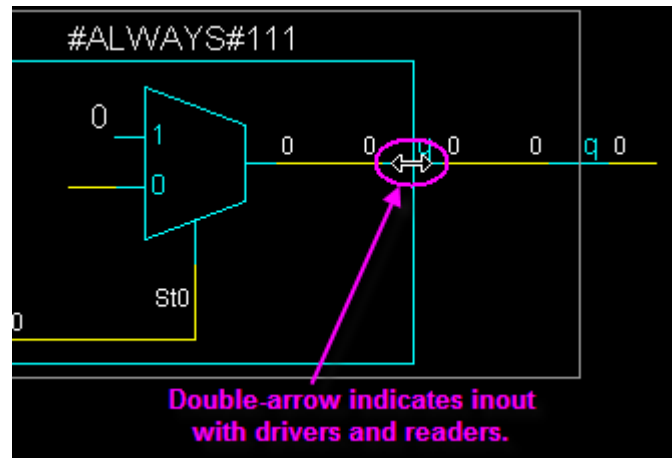 #ALWAYS#111
0
1
0
0 0 q 0 0 q 0
St0
0
Double-arrow indicates inout
with drivers and readers.